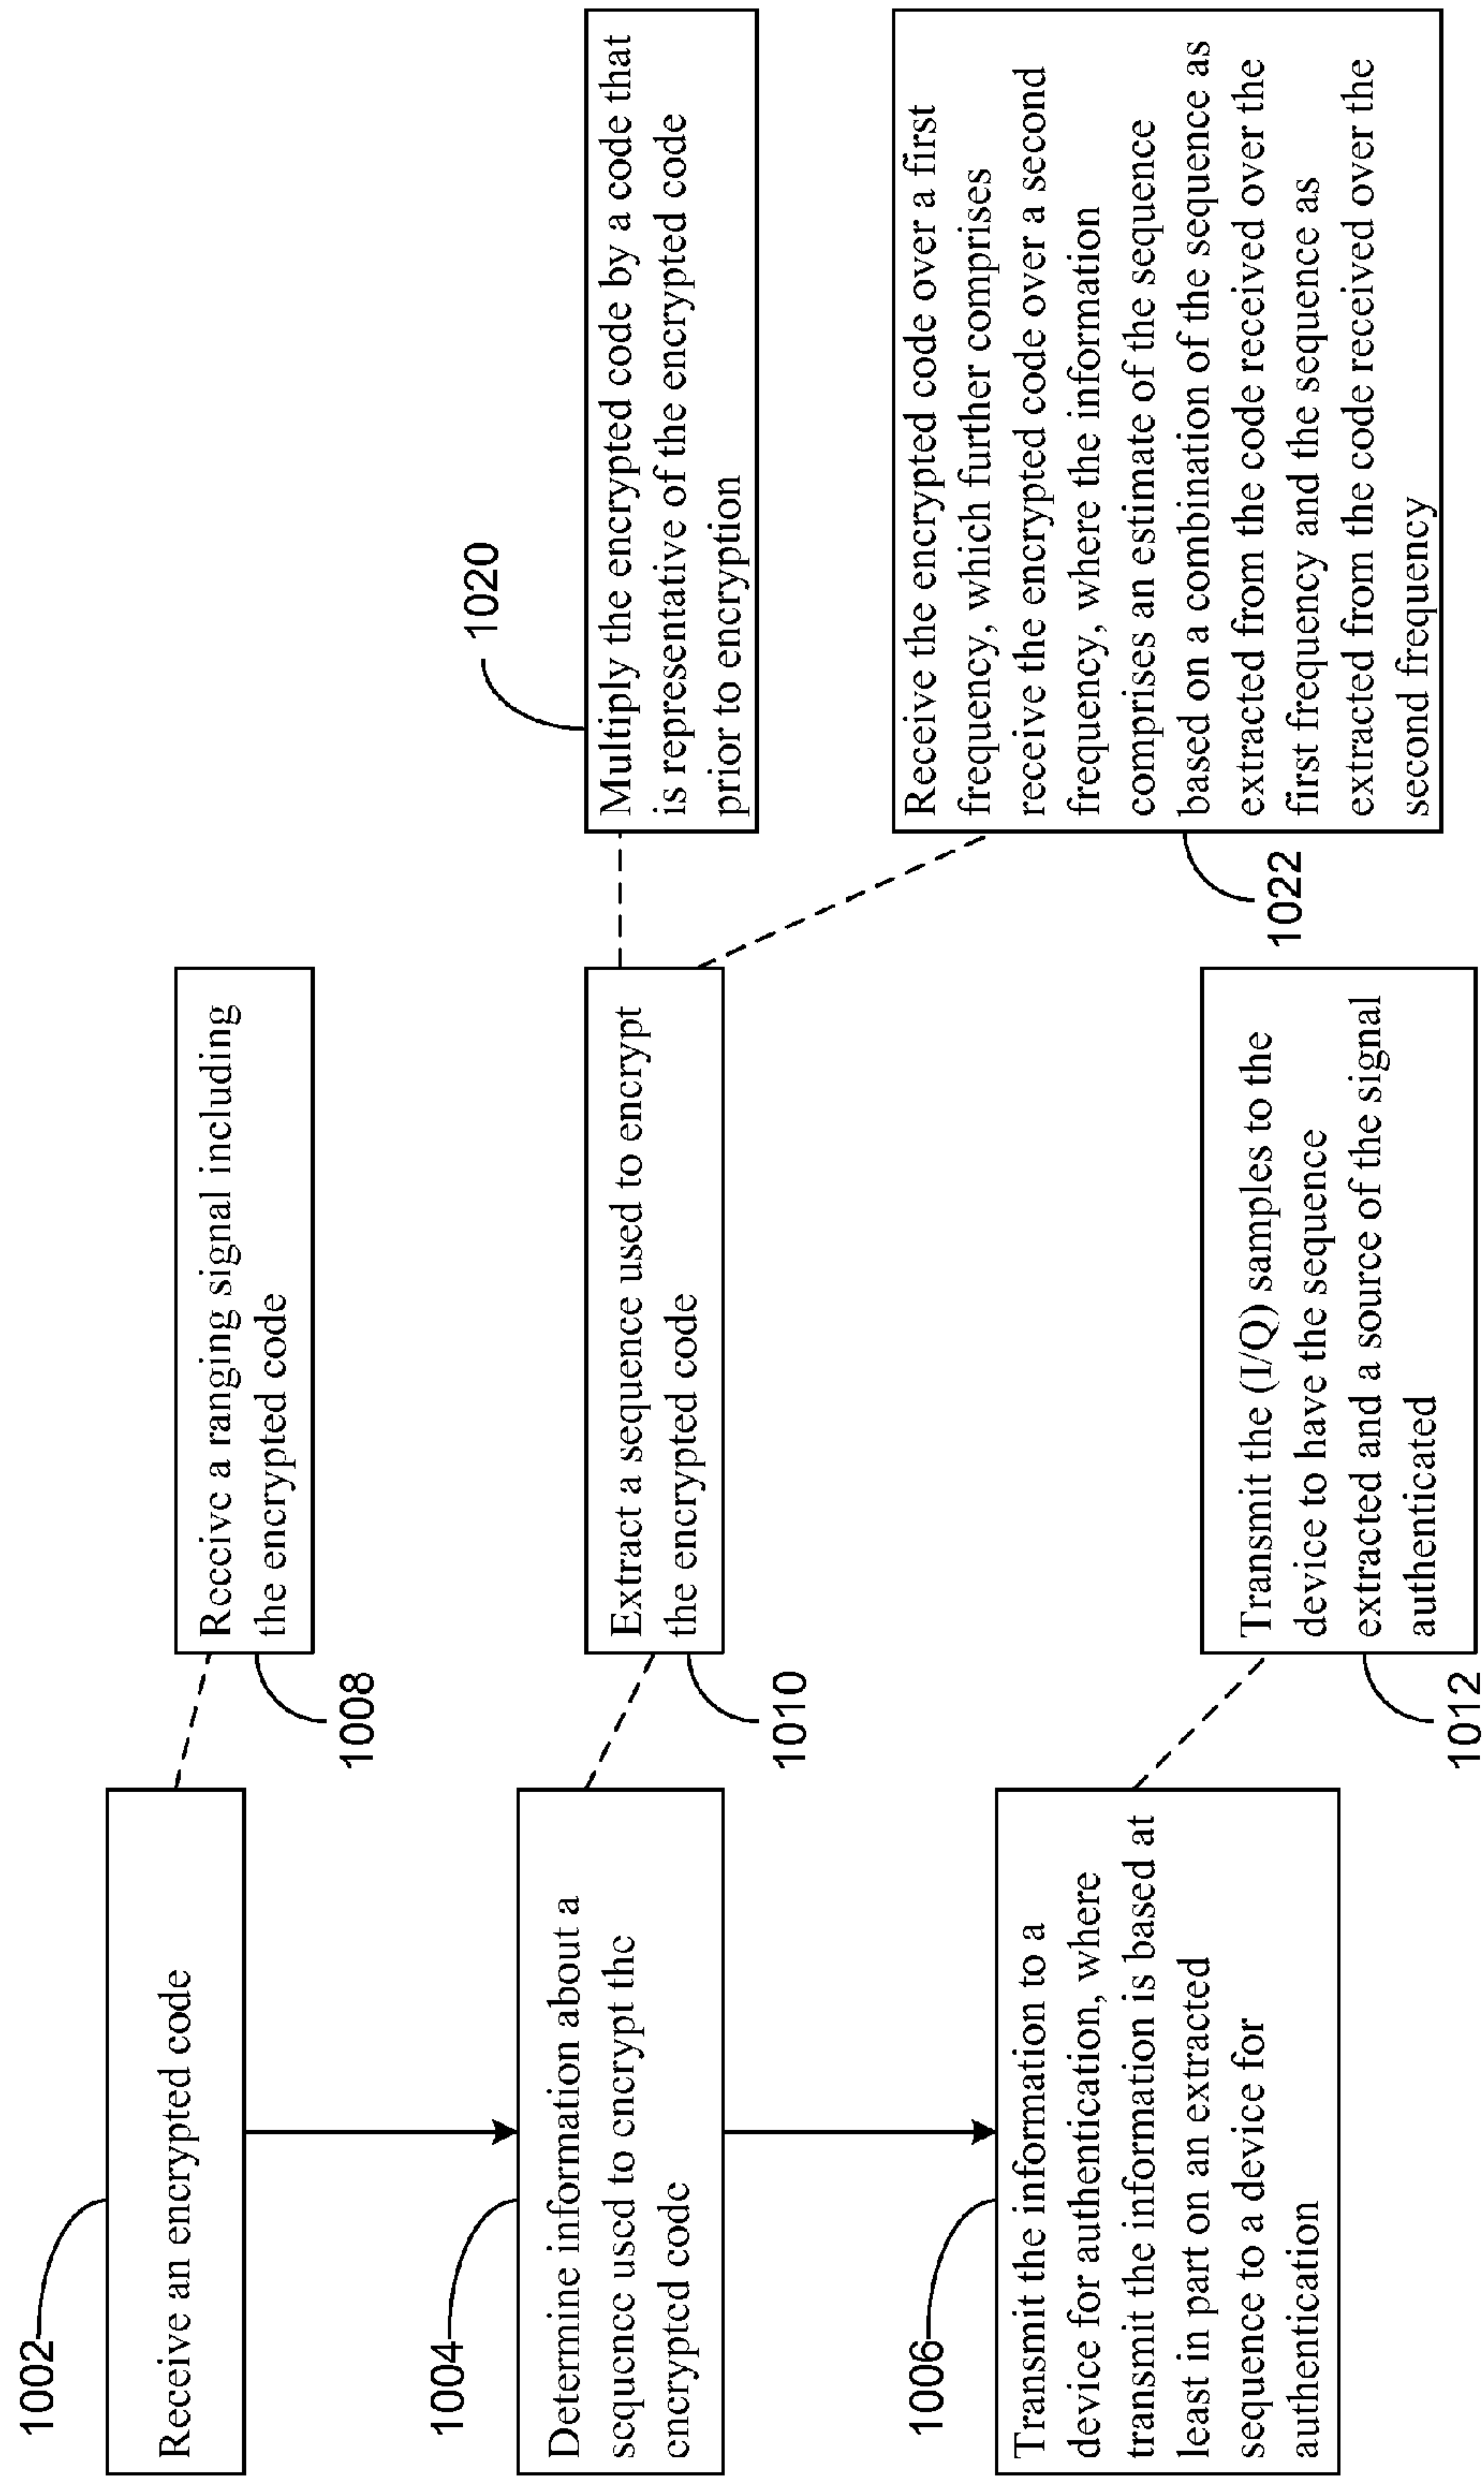 1002
Receive an encrypted code
1008
Receive a ranging signal including
the encrypted code
1004
Determine information about a
sequence used to encrypt the
encrypted code
1010
Extract a sequence used to encrypt
the encrypted code
1020
Multiply the encrypted code by a code that
is representative of the encrypted code
prior to encryption
1022
Receive the encrypted code over a first
frequency, which further comprises
receive the encrypted code over a second
frequency, where the information
comprises an estimate of the sequence
based on a combination of the sequence as
extracted from the code received over the
first frequency and the sequence as
extracted from the code received over the
second frequency
1006
Transmit the information to a
device for authentication, where
transmit the information is based at
least in part on an extracted
sequence to a device for
authentication
1012
Transmit the (I/Q) samples to the
device to have the sequence
extracted and a source of the signal
authenticated